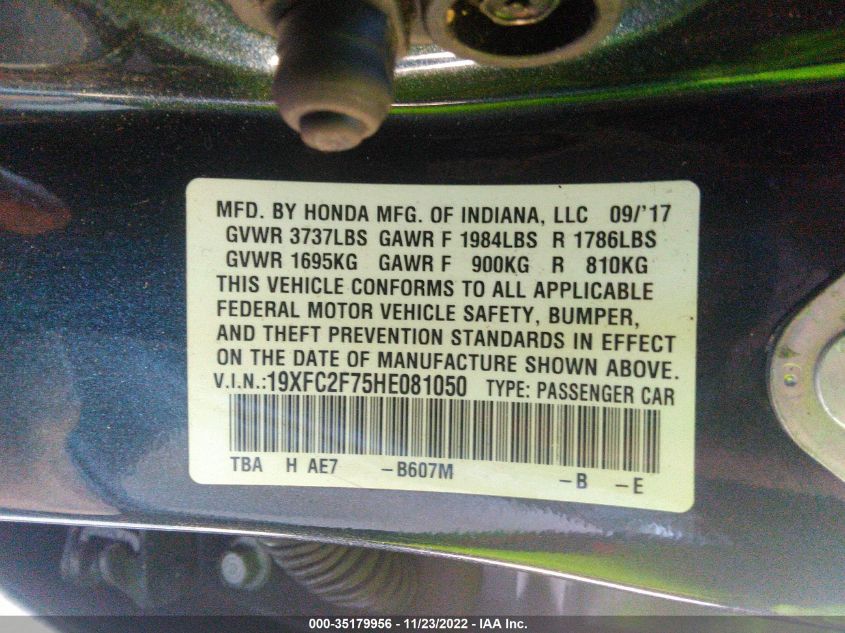 MFD. BY HONDA MFG. OF INDIANA, LLC 09/'17
GVWR 3737LBS GAWR F 1984LBS R 1786LBS
GVWR 1695KG GAWR F 900KG R 810KG
THIS VEHICLE CONFORMS TO ALL APPLICABLE
FEDERAL MOTOR VEHICLE SAFETY, BUMPER,
AND THEFT PREVENTION STANDARDS IN EFFECT
ON THE DATE OF MANUFACTURE SHOWN ABOVE.
V.I.N.:19XFC2F75HE081050 TYPE: PASSENGER CAR
TBA H AE7 -B607M -B -E
000-35179956 - 11/23/2022 - IAA Inc.